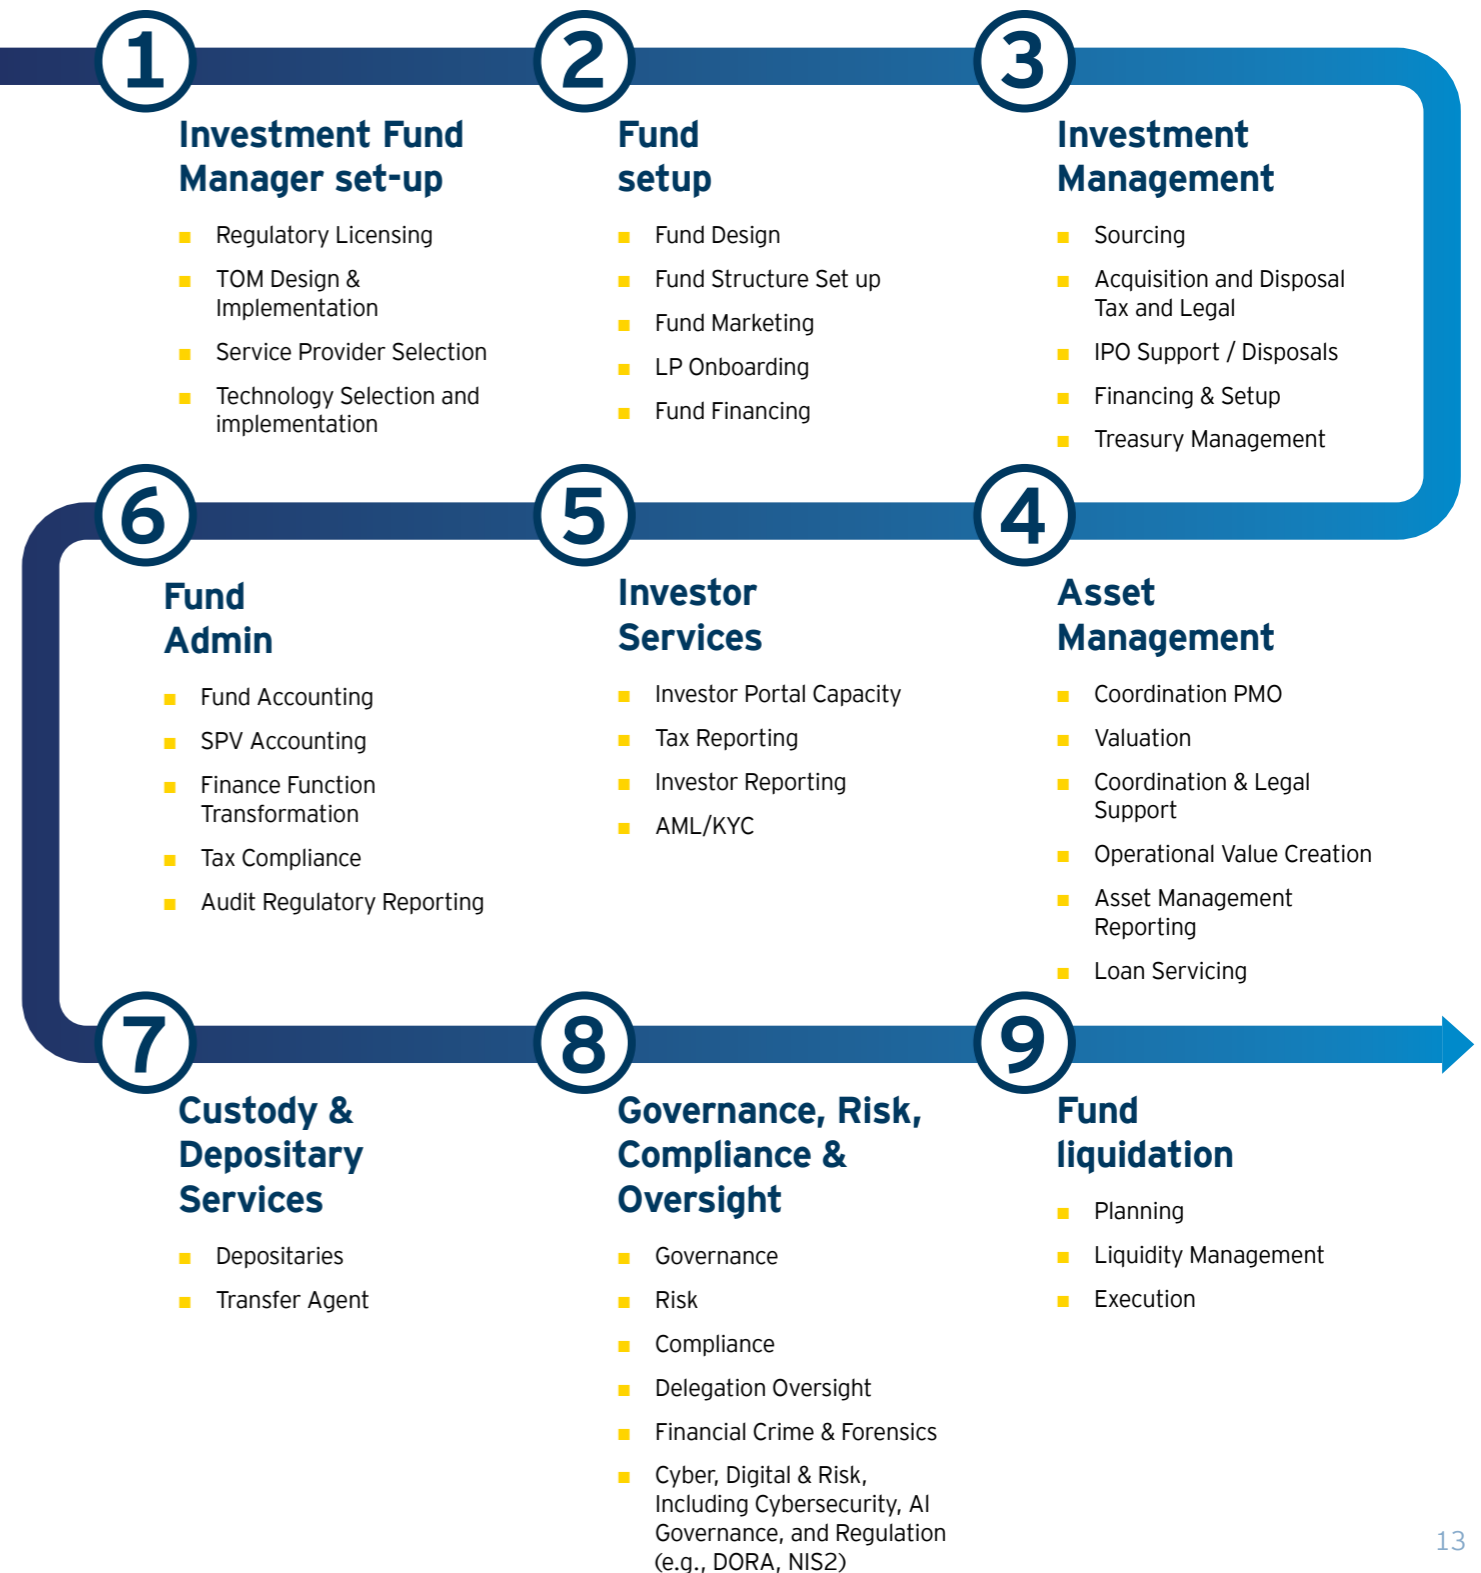 1
Investment Fund
Manager set-up
Regulatory Licensing
TOM Design &
Implementation
Service Provider Selection
Technology Selection and
implementation
2
Fund
setup
Fund Design
Fund Structure Set up
Fund Marketing
LP Onboarding
Fund Financing
3
Investment
Management
Sourcing
Acquisition and Disposal
Tax and Legal
IPO Support / Disposals
Financing & Setup
Treasury Management
4
Asset
Management
Coordination PMO
Valuation
Coordination & Legal
Support
Operational Value Creation
Asset Management
Reporting
Loan Servicing
5
Investor
Services
Investor Portal Capacity
Tax Reporting
Investor Reporting
AML/KYC
6
Fund
Admin
Fund Accounting
SPV Accounting
Finance Function
Transformation
Tax Compliance
Audit Regulatory Reporting
7
Custody &
Depositary
Services
Depositaries
Transfer Agent
8
Governance, Risk,
Compliance &
Oversight
Governance
Risk
Compliance
Delegation Oversight
Financial Crime & Forensics
Cyber, Digital & Risk,
Including Cybersecurity, AI
Governance, and Regulation
(e.g., DORA, NIS2)
9
Fund
liquidation
Planning
Liquidity Management
Execution
13